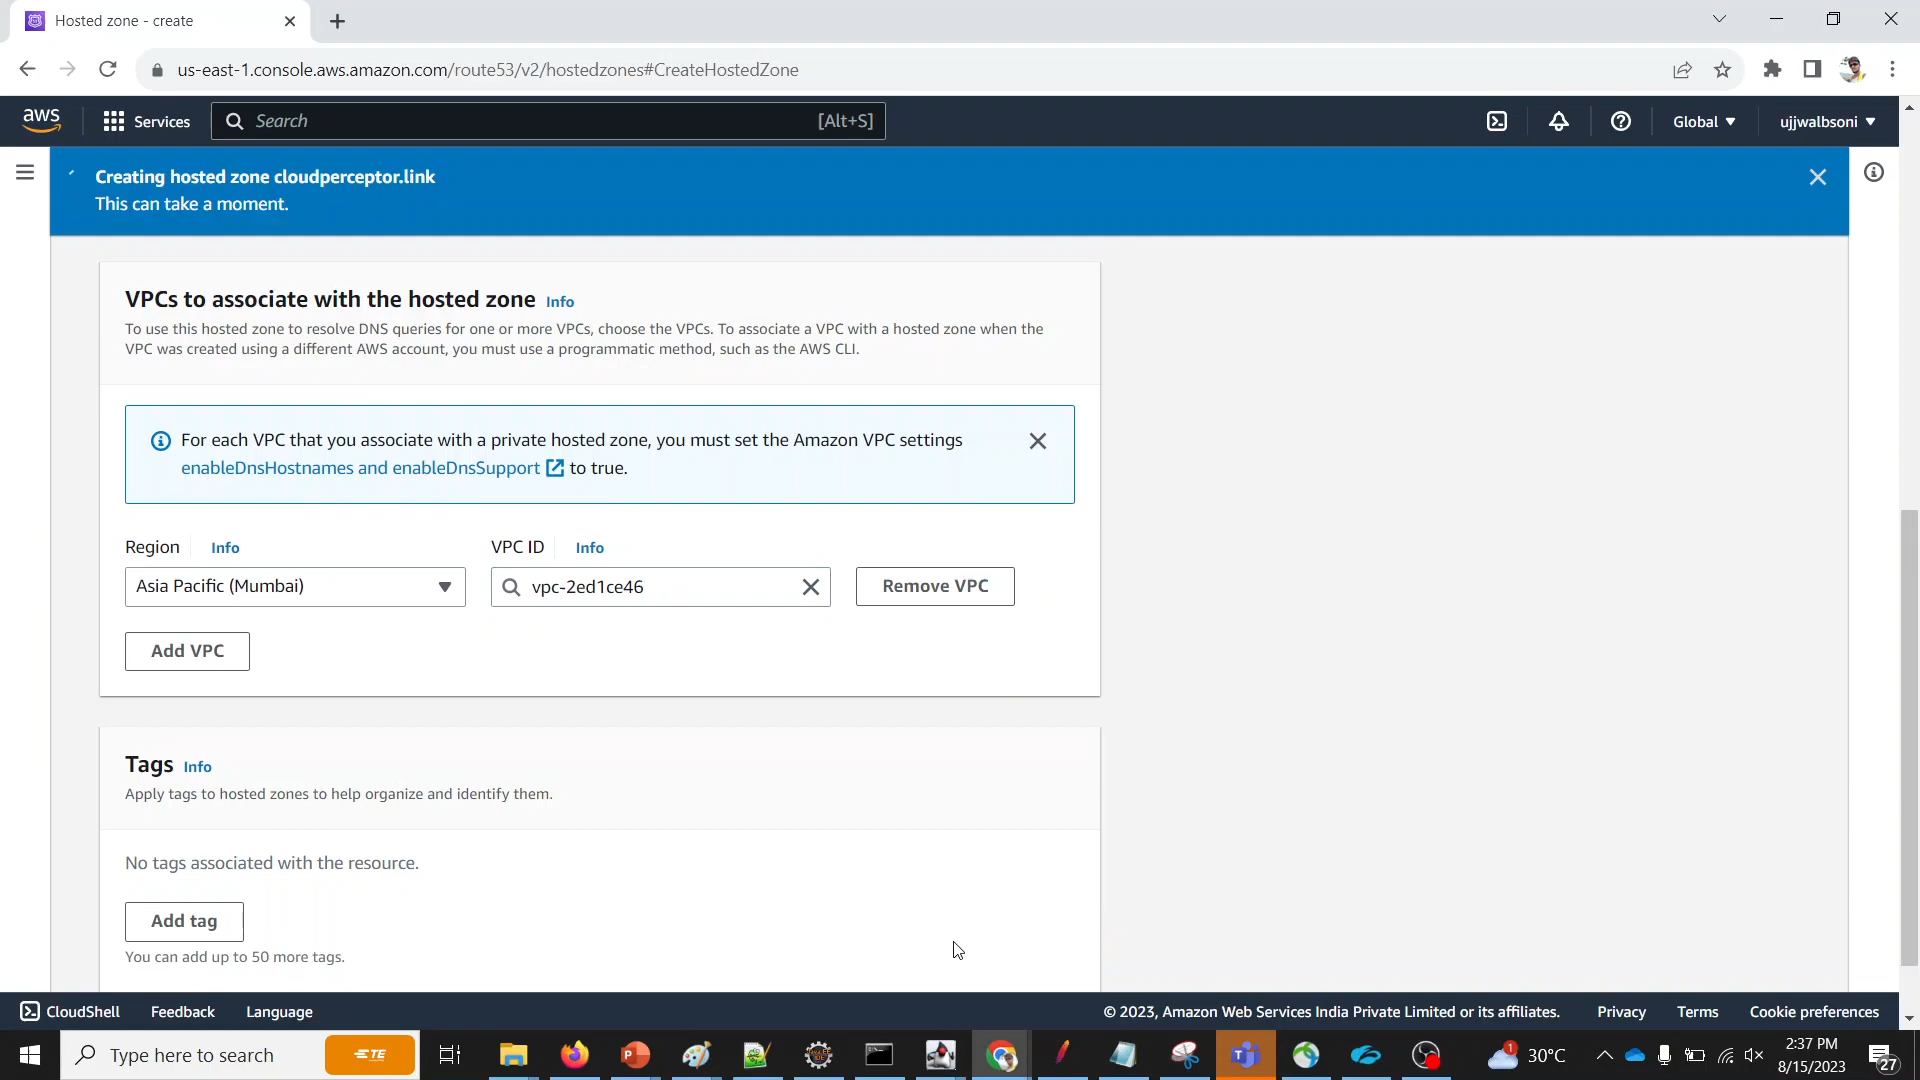 Hosted zone - create
us-east-1.console.aws.amazon.com/route53/v2/hostedzones#CreateHostedZone
aws Services Search [Alt+S] Global ujjwalbsoni
Creating hosted zone cloudperceptor.link
This can take a moment.
VPCs to associate with the hosted zone Info
To use this hosted zone to resolve DNS queries for one or more VPCs, choose the VPCs. To associate a VPC with a hosted zone when the
VPC was created using a different AWS account, you must use a programmatic method, such as the AWS CLI.
For each VPC that you associate with a private hosted zone, you must set the Amazon VPC settings
enableDnsHostnames and enableDnsSupport to true.
Region Info VPC ID Info
Asia Pacific (Mumbai) vpc-2ed1ce46 Remove VPC
Add VPC
Tags Info
Apply tags to hosted zones to help organize and identify them.
No tags associated with the resource.
Add tag
You can add up to 50 more tags.
CloudShell Feedback Language © 2023, Amazon Web Services India Private Limited or its affiliates. Privacy Terms Cookie preferences
Type here to search TE 1 30°C 2:37 PM
8/15/2023 27